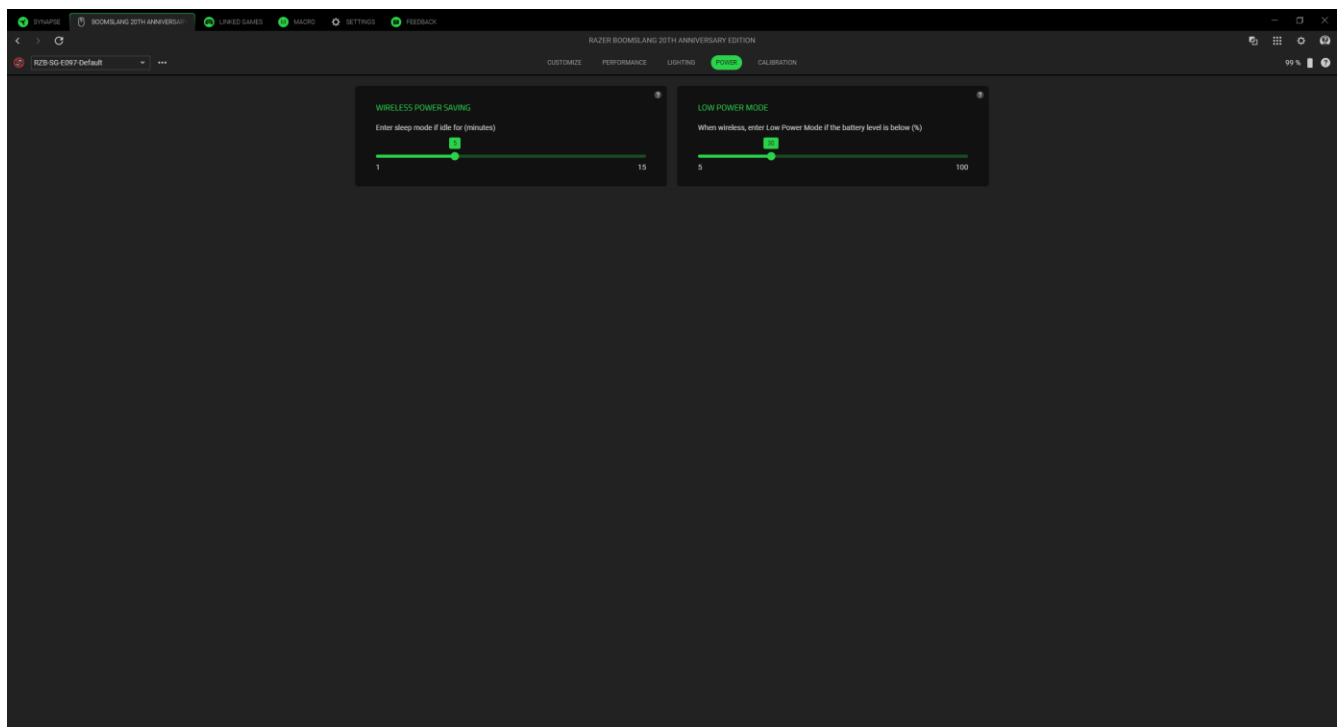 SYNAPSE BOOMSLANG 20TH ANNIVERSARY LINKED GAMES MACRO SETTINGS FEEDBACK
RAZER BOOMSLANG 20TH ANNIVERSARY EDITION
RZB-SG-E097-Default CUSTOMIZE PERFORMANCE LIGHTING POWER CALIBRATION 99 %
WIRELESS POWER SAVING
Enter sleep mode if idle for (minutes)
5
1 15
LOW POWER MODE
When wireless, enter Low Power Mode if the battery level is below (%)
30
5 100